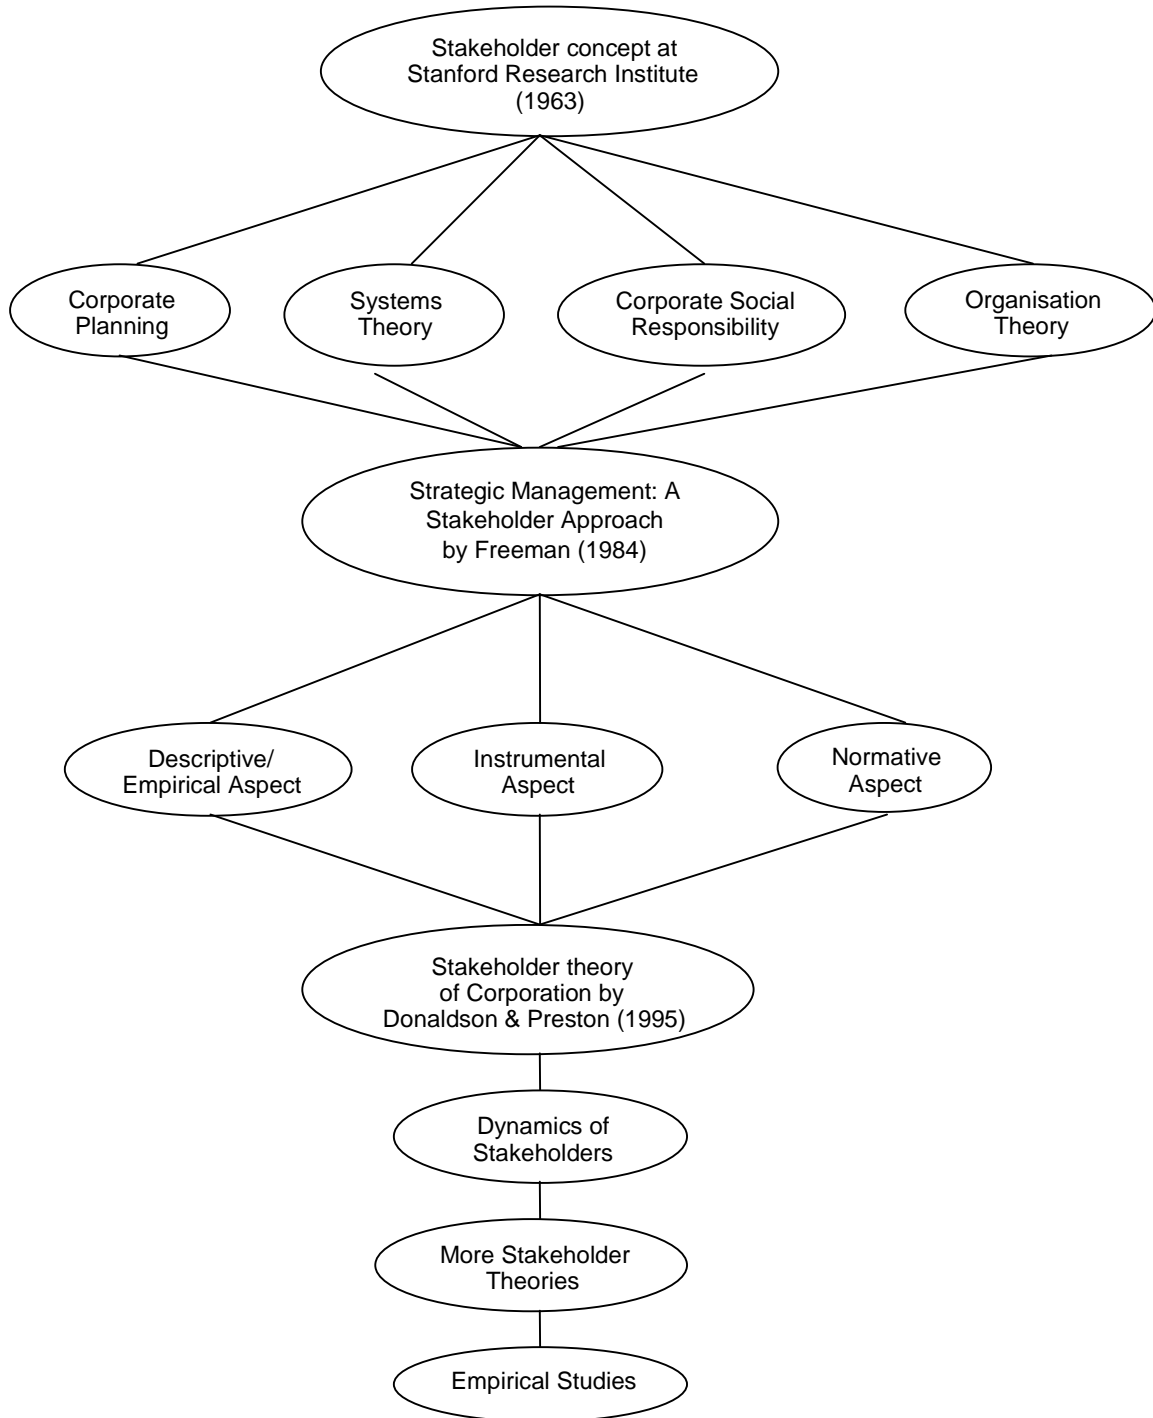 Stakeholder concept at
Stanford Research Institute
(1963)
Corporate
Planning
Systems
Theory
Corporate Social
Responsibility
Organisation
Theory
Strategic Management: A
Stakeholder Approach
by Freeman (1984)
Descriptive/
Empirical Aspect
Instrumental
Aspect
Normative
Aspect
Stakeholder theory
of Corporation by
Donaldson & Preston (1995)
Dynamics of
Stakeholders
More Stakeholder
Theories
Empirical Studies